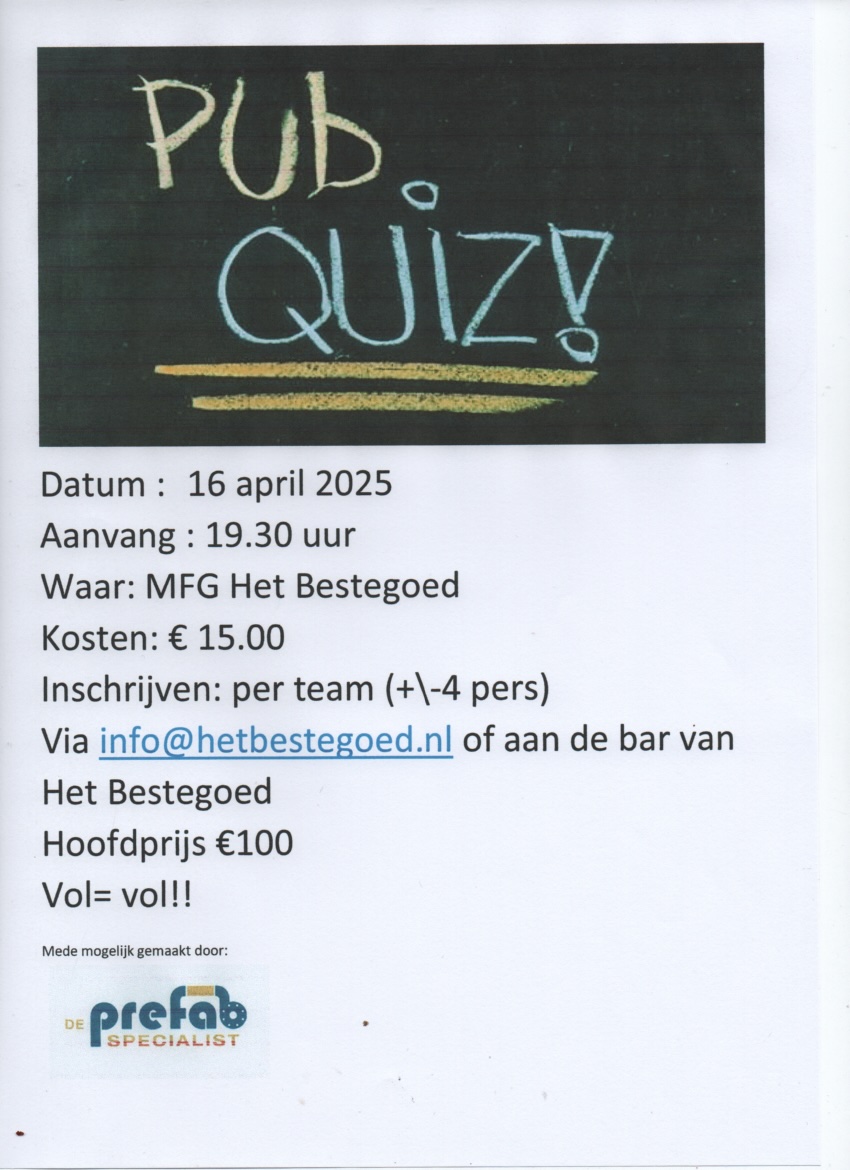 PUb
QUiZ!
Datum : 16 april 2025
Aanvang : 19.30 uur
Waar: MFG Het Bestegoed
Kosten: € 15.00
Inschrijven: per team (+\-4 pers)
Via info@hetbestegoed.nl of aan de bar van
Het Bestegoed
Hoofdprijs €100
Vol= vol!!
Mede mogelijk gemaakt door:
DE prefab
SPECIALIST